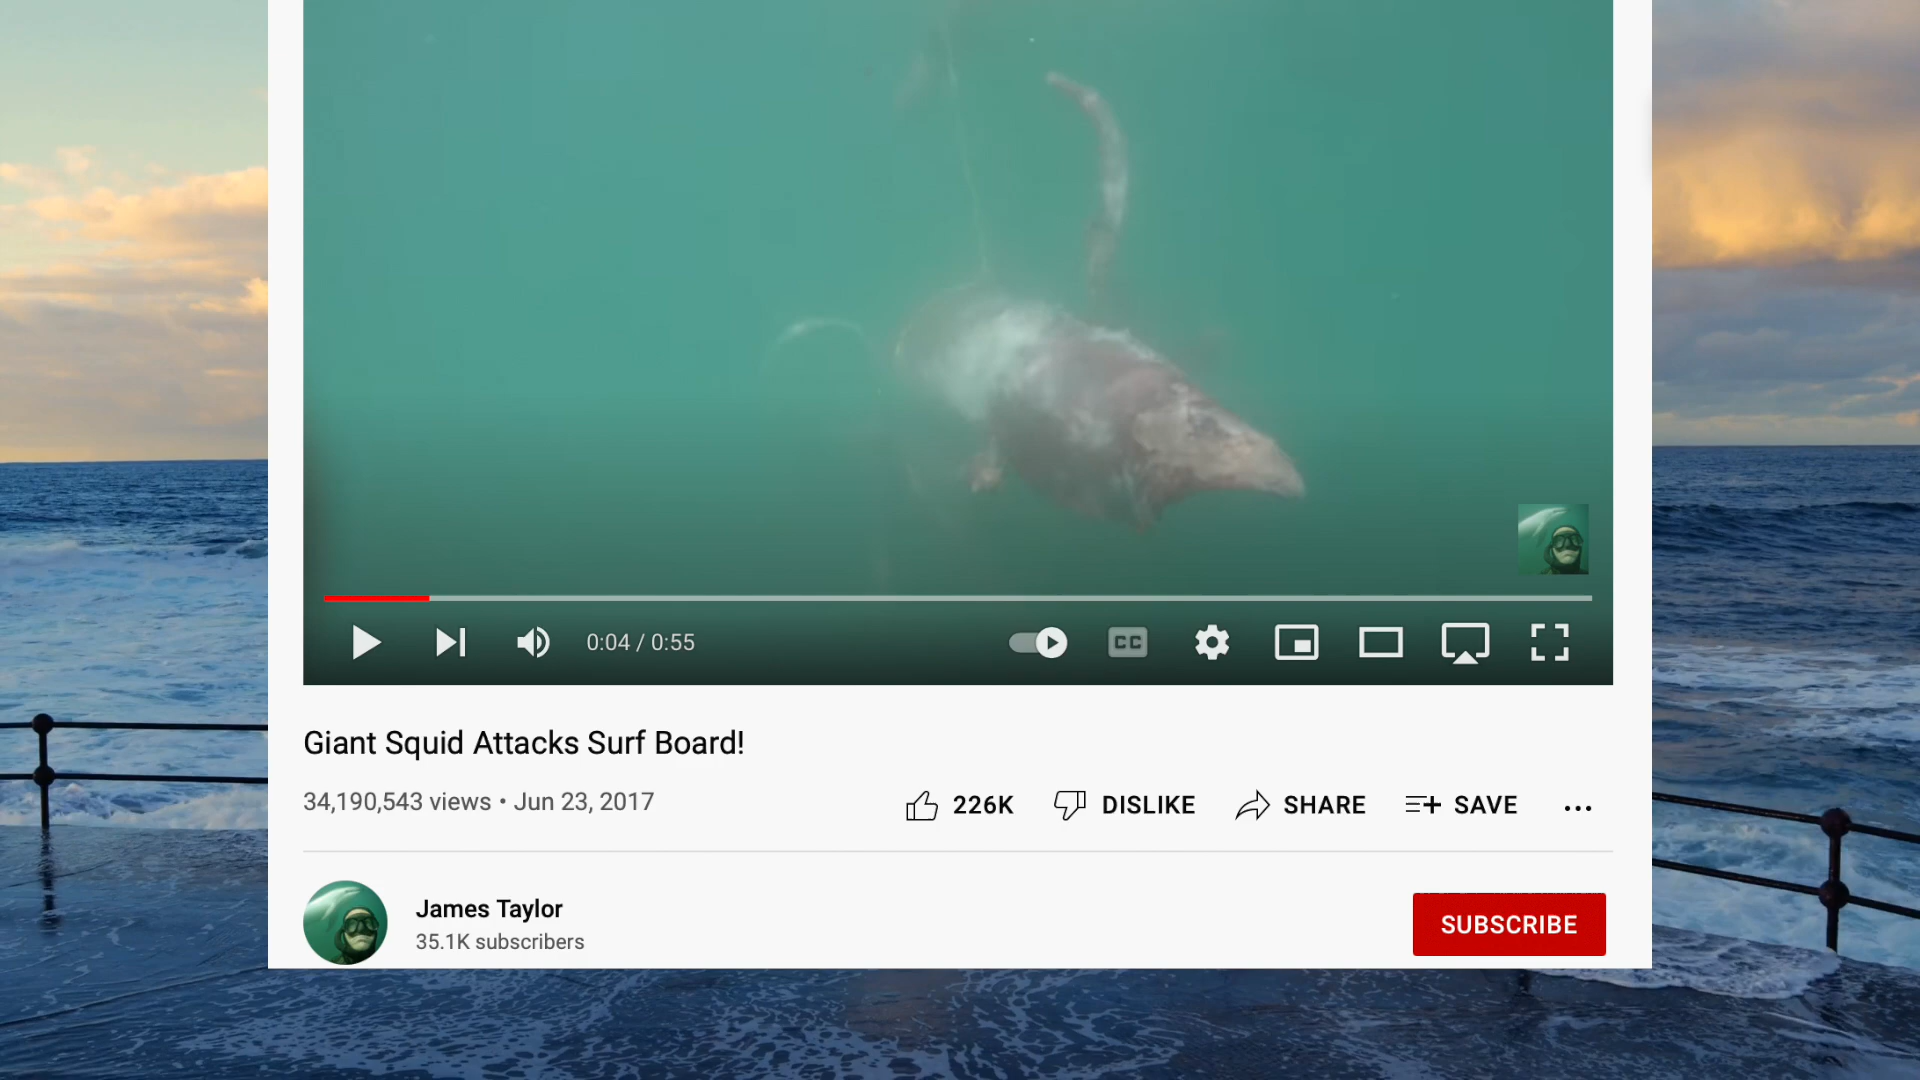 0:04 / 0:55
CC
Giant Squid Attacks Surf Board!
34,190,543 views • Jun 23, 2017
226K DISLIKE SHARE SAVE ...
James Taylor
35.1K subscribers
SUBSCRIBE